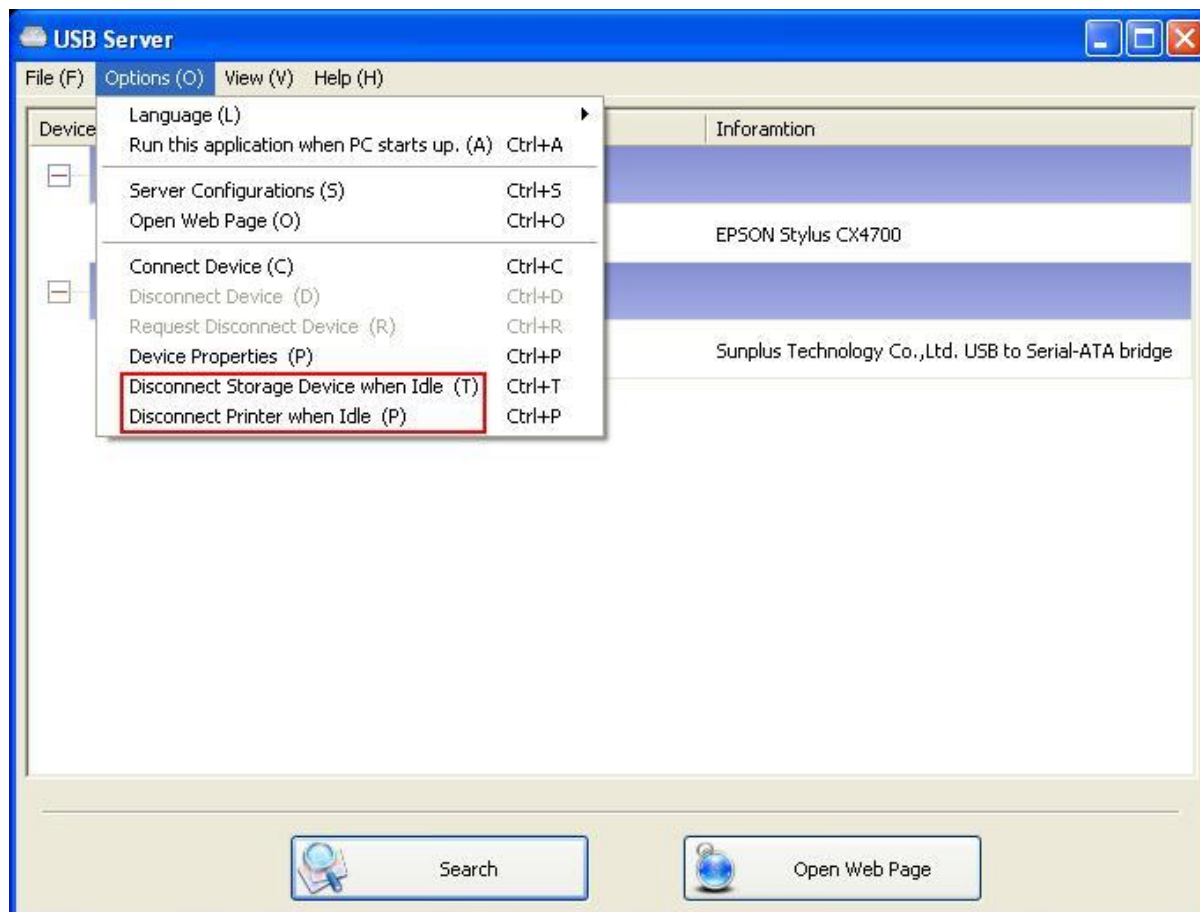 USB Server
File (F) Options (O) View (V) Help (H)
Language (L)
Run this application when PC starts up. (A) Ctrl+A
Server Configurations (S) Ctrl+S
Open Web Page (O) Ctrl+O
Connect Device (C) Ctrl+C
Disconnect Device (D) Ctrl+D
Request Disconnect Device (R) Ctrl+R
Device Properties (P) Ctrl+P
Disconnect Storage Device when Idle (T) Ctrl+T
Disconnect Printer when Idle (P) Ctrl+P
Device
Inforamtion
EPSON Stylus CX4700
Sunplus Technology Co.,Ltd. USB to Serial-ATA bridge
Search
Open Web Page